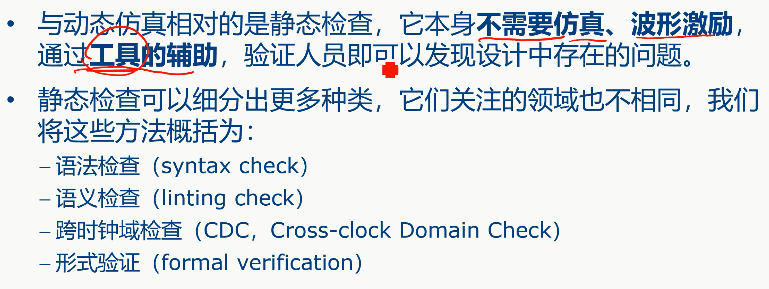 • 与动态仿真相对的是静态检查，它本身不需要仿真、波形激励，
通过工具的辅助，验证人员即可以发现设计中存在的问题。
• 静态检查可以细分出更多种类，它们关注的领域也不相同，我们
将这些方法概括为：
– 语法检查（syntax check）
– 语义检查（linting check）
– 跨时钟域检查（CDC，Cross-clock Domain Check）
– 形式验证（formal verification）